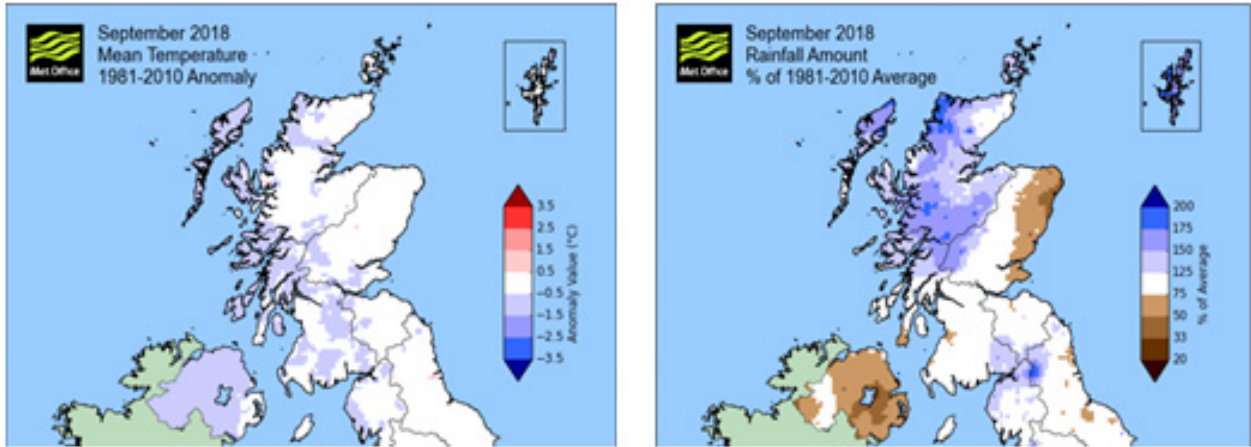 September 2018
Mean Temperature
1981-2010 Anomaly
Met Office
3.5
2.5
1.5
0.5
−0.5
−1.5
−2.5
−3.5
Anomaly Value (°C)
September 2018
Rainfall Amount
% of 1981-2010 Average
Met Office
200
175
125
75
50
33
20
% of Average